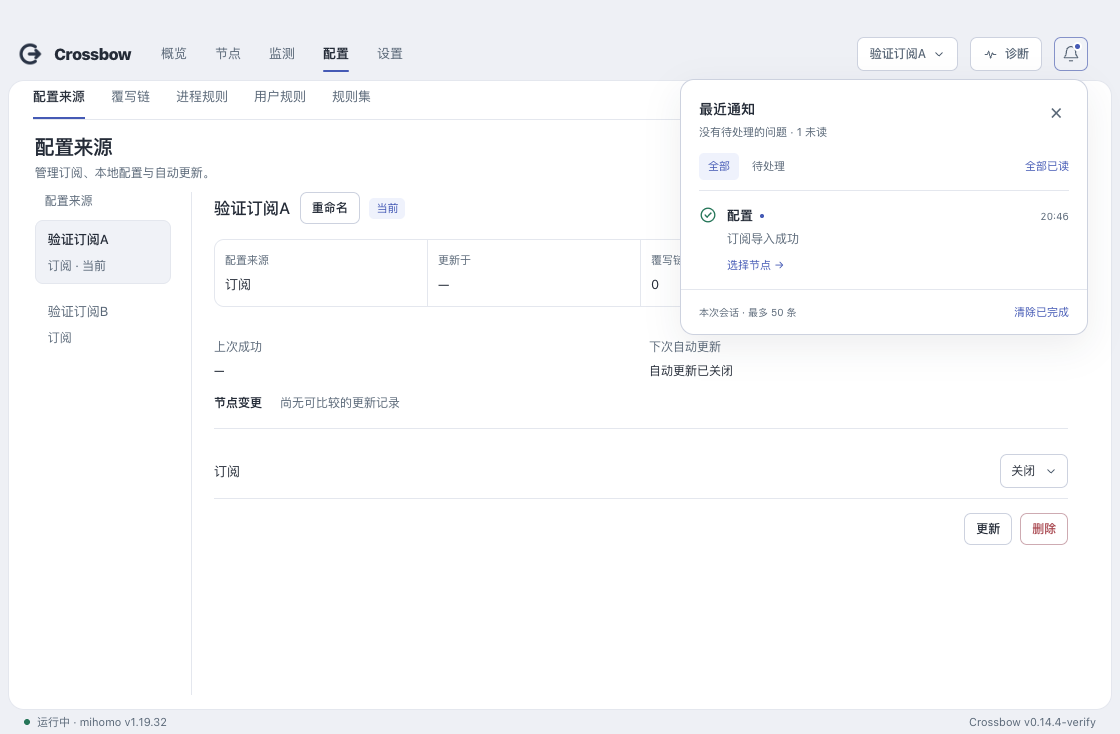 Crossbow
概览
节点
监测
配置
设置
验证订阅A
诊断
配置来源
覆写链
进程规则
用户规则
规则集
配置来源
管理订阅、本地配置与自动更新。
配置来源
验证订阅A
订阅 · 当前
验证订阅B
订阅
验证订阅A
重命名
当前
配置来源
订阅
更新于
—
覆写链
0
上次成功
—
下次自动更新
自动更新已关闭
节点变更
尚无可比较的更新记录
订阅
关闭
更新
删除
最近通知
没有待处理的问题 · 1 未读
全部
待处理
全部已读
配置
20:46
订阅导入成功
选择节点 →
本次会话 · 最多 50 条
清除已完成
运行中 · mihomo v1.19.32
Crossbow v0.14.4-verify